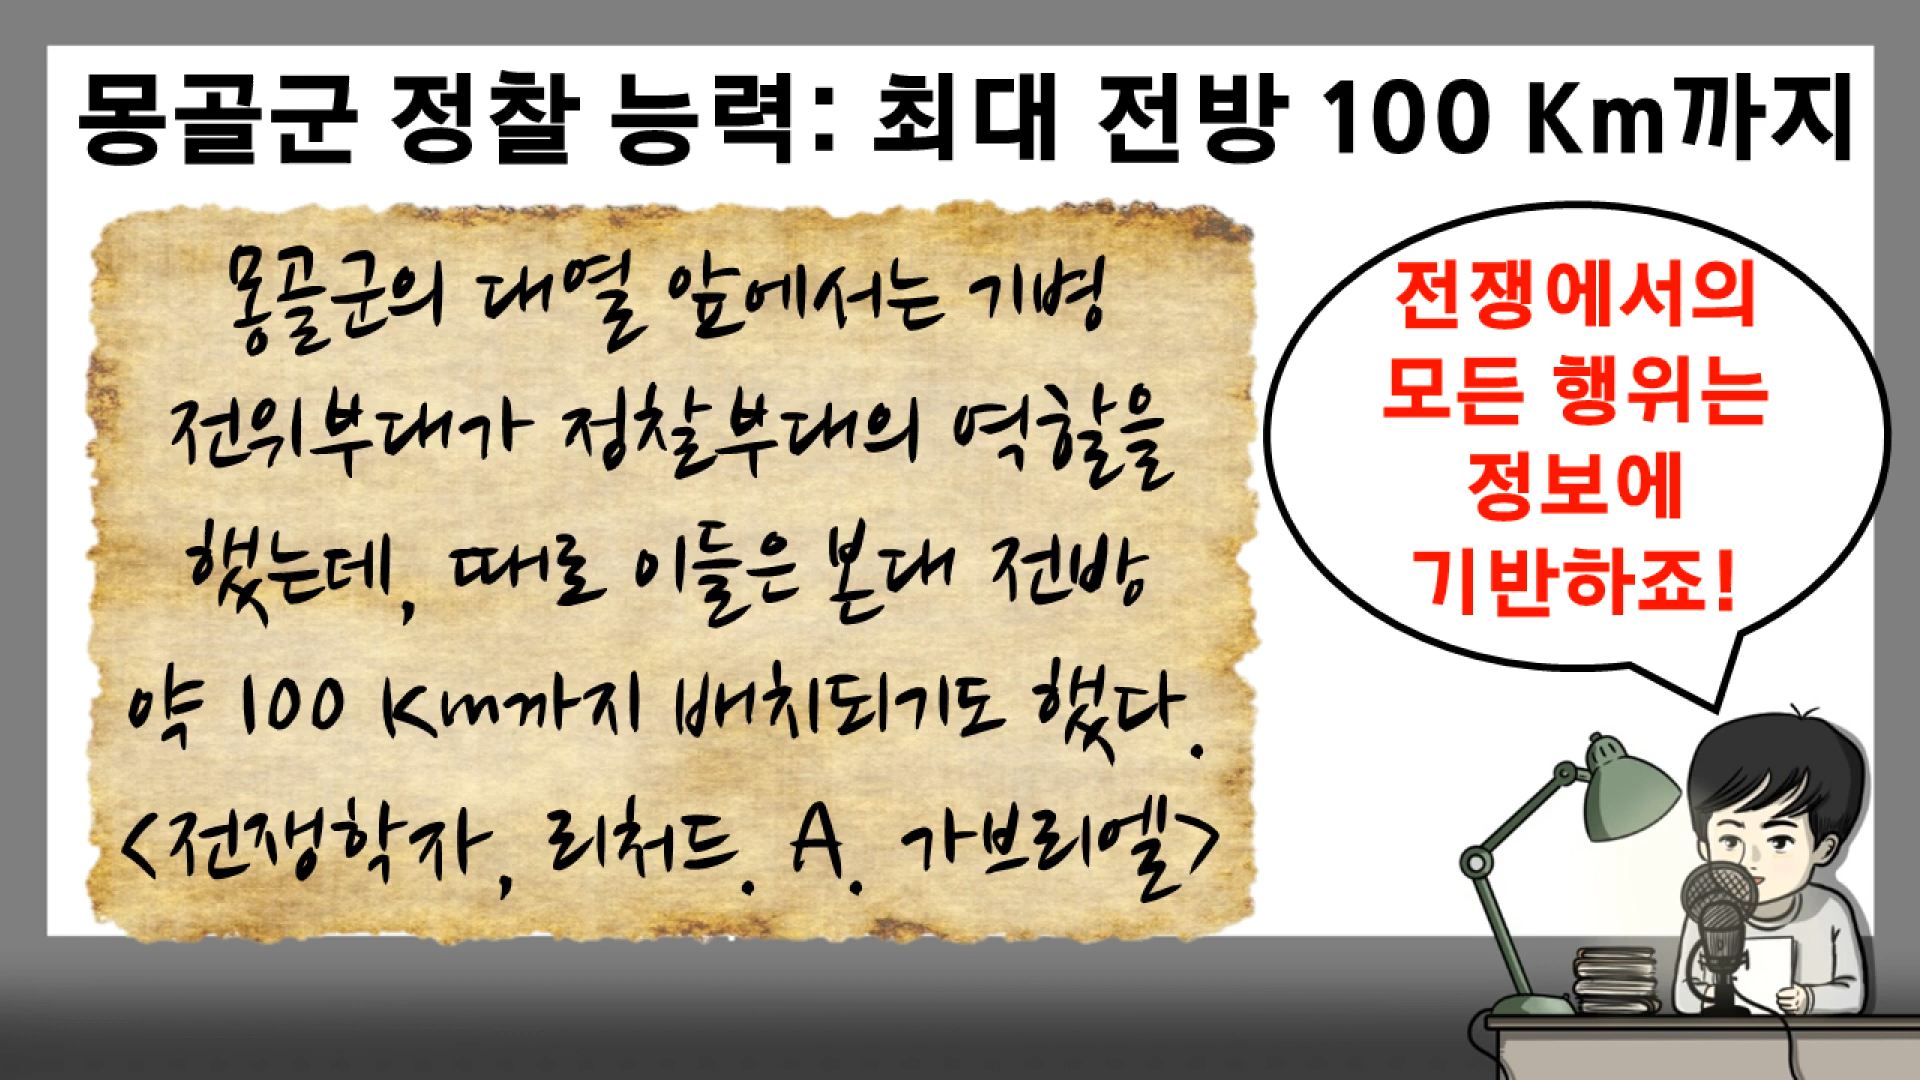 몽골군 정찰 능력: 최대 전방 100 Km까지
몽골군의 대열 앞에서는 기병
전위부대가 정찰부대의 역할을
했는데, 때로 이들은 본대 전방
약 100 Km까지 배치되기도 했다.
<전쟁학자, 리처드. A. 가브리엘>
전쟁에서의
모든 행위는
정보에
기반하죠!